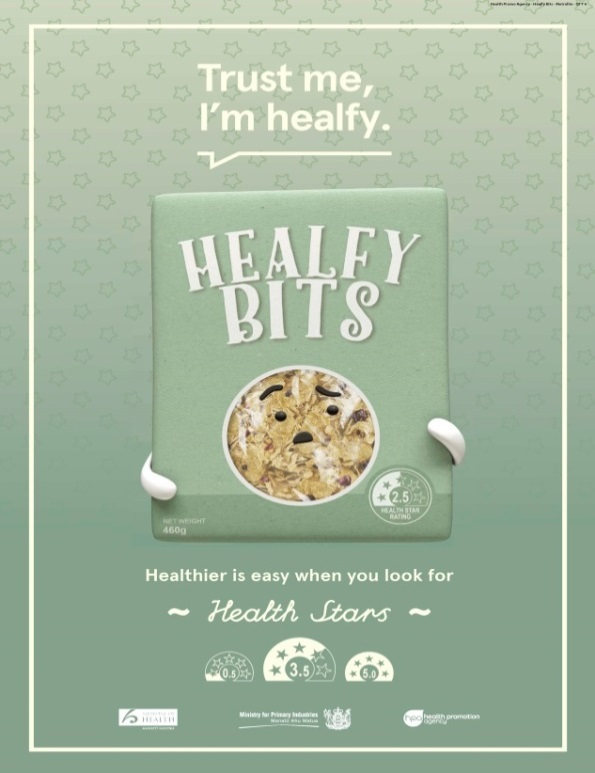 Trust me,
I'm healfy.
HEALFY
BITS
2.5
HEALTH STAR
RATING
NET WEIGHT
460g
Healthier is easy when you look for
~ Health Stars ~
0.5
3.5
5.0
HEALTH
Ministry for Primary Industries
Manatū Ahu Matua
hpa health promotion
agency